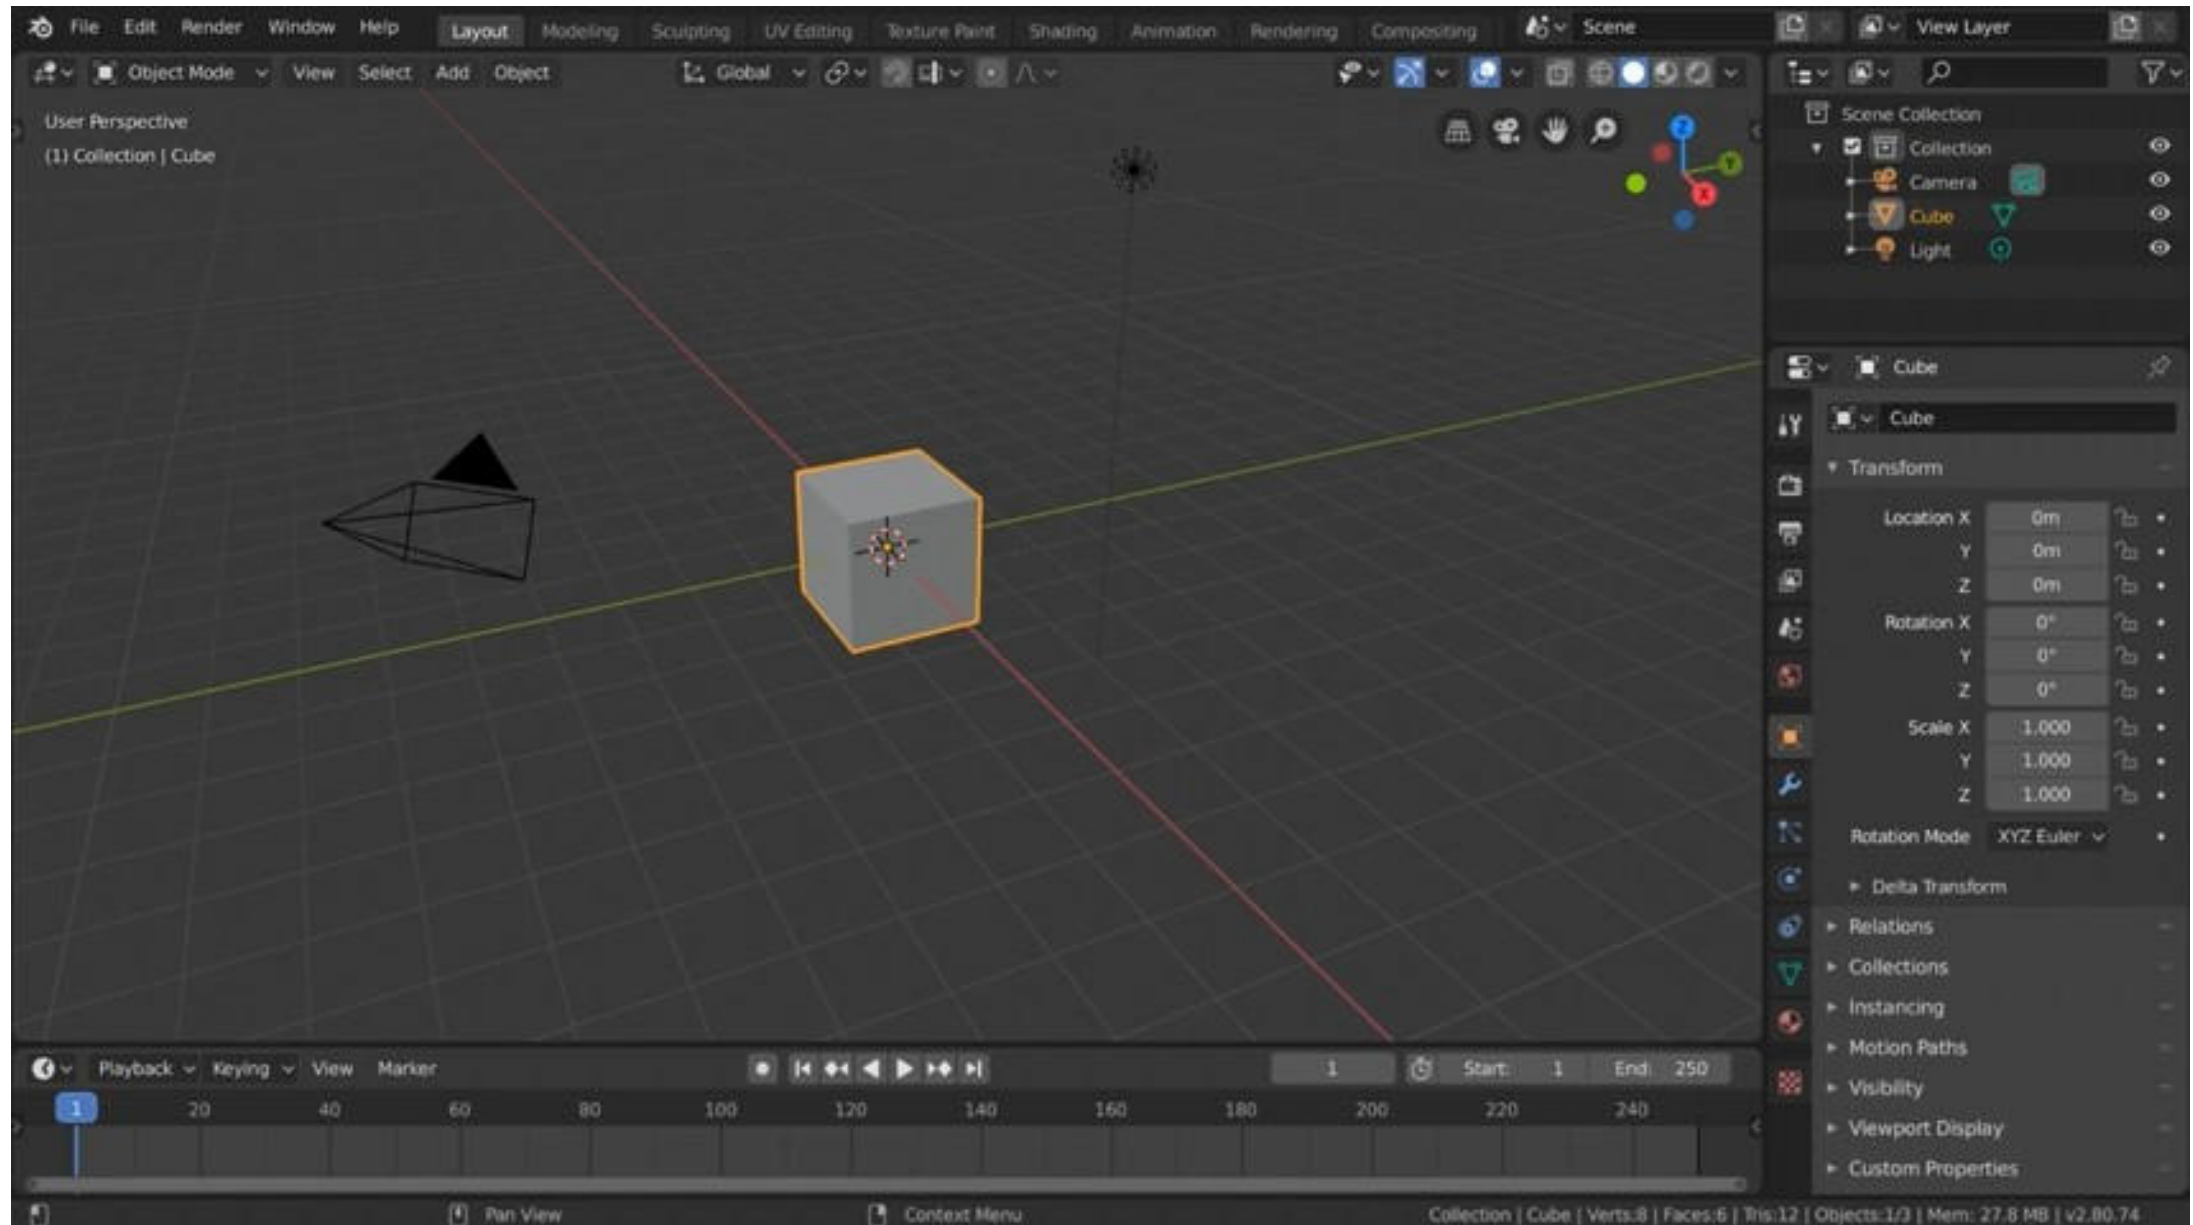 File Edit Render Window Help Layout Modeling Sculpting UV Editing Texture Paint Shading Animation Rendering Compositing Scene View Layer
Object Mode View Select Add Object Global
User Perspective
(1) Collection | Cube
Z
Y
X
Scene Collection
Collection
Camera
Cube
Light
Cube
Cube
Transform
Location X 0m
Y 0m
Z 0m
Rotation X 0°
Y 0°
Z 0°
Scale X 1.000
Y 1.000
Z 1.000
Rotation Mode XYZ Euler
Delta Transform
Relations
Collections
Instancing
Motion Paths
Visibility
Viewport Display
Custom Properties
Playback Keying View Marker 1 Start: 1 End: 250
1 20 40 60 80 100 120 140 160 180 200 220 240
Pan View Context Menu Collection | Cube | Verts:8 | Faces:6 | Tris:12 | Objects:1/3 | Mem: 27.8 MB | v2.80.74